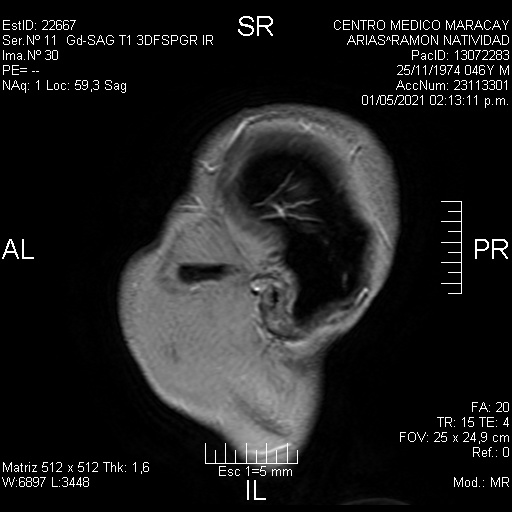 EstID: 22667
Ser.Nº 11 Gd-SAG T1 3DFSPGR IR
Ima.Nº 30
PE= --
NAq: 1 Loc: 59,3 Sag
SR
CENTRO MEDICO MARACAY
ARIAS^RAMON NATIVIDAD
PacID: 13072283
25/11/1974 046Y M
AccNum: 23113301
01/05/2021 02:13:11 p.m.
AL
PR
FA: 20
TR: 15 TE: 4
FOV: 25 x 24,9 cm
Ref.: 0
Matriz 512 x 512 Thk: 1,6
W:6897 L:3448
Esc 1=5 mm
IL
Mod.: MR